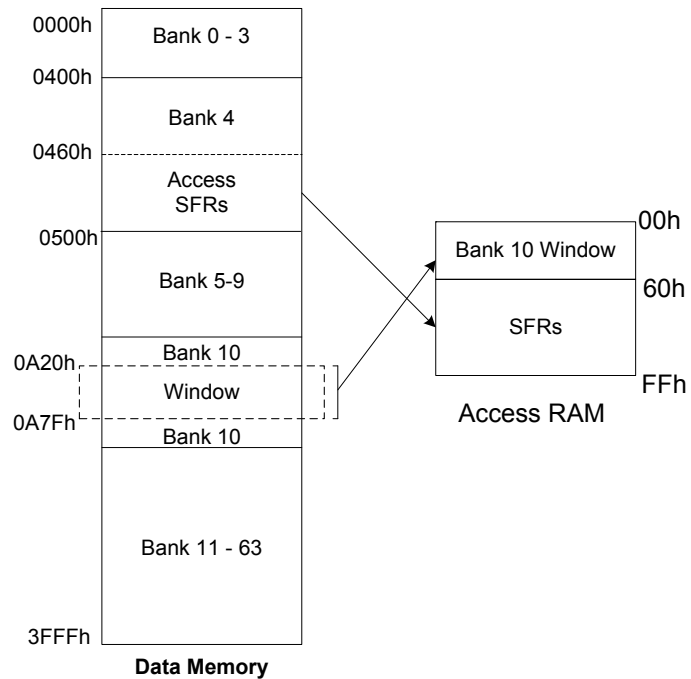 0000h
Bank 0 - 3
0400h
Bank 4
0460h
Access
SFRs
0500h
Bank 5-9
Bank 10
0A20h
Window
0A7Fh
Bank 10
Bank 11 - 63
3FFFh
Data Memory
00h
Bank 10 Window
60h
SFRs
FFh
Access RAM